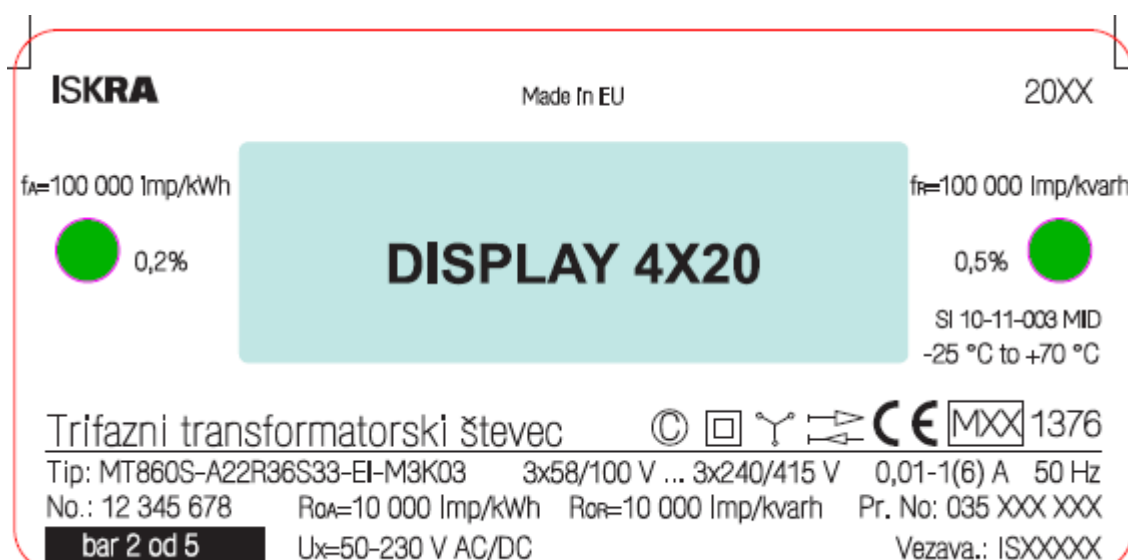 ISKRA Made in EU 20XX
fA=100 000 Imp/kWh fR=100 000 Imp/kvarh
0,2% DISPLAY 4X20 0,5%
SI 10-11-003 MID
-25 °C to +70 °C
Trifazni transformatorski števec © CE MXX 1376
Tip: MT860S-A22R36S33-EI-M3K03 3x58/100 V ... 3x240/415 V 0,01-1(6) A 50 Hz
No.: 12 345 678 ROA=10 000 Imp/kWh ROR=10 000 Imp/kvarh Pr. No: 035 XXX XXX
bar 2 od 5 Ux=50-230 V AC/DC Vezava.: ISXXXXX